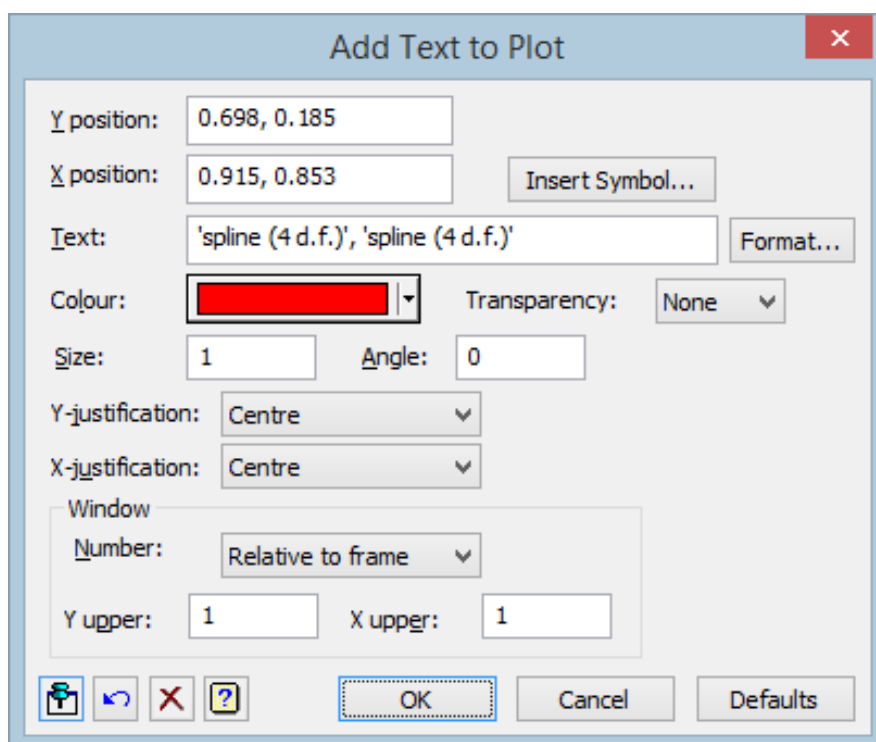 Add Text to Plot
Y position: 0.698, 0.185
X position: 0.915, 0.853 Insert Symbol...
Text: 'spline (4 d.f.)', 'spline (4 d.f.)' Format...
Colour: Transparency: None
Size: 1 Angle: 0
Y-justification: Centre
X-justification: Centre
Window
Number: Relative to frame
Y upper: 1 X upper: 1
? OK Cancel Defaults